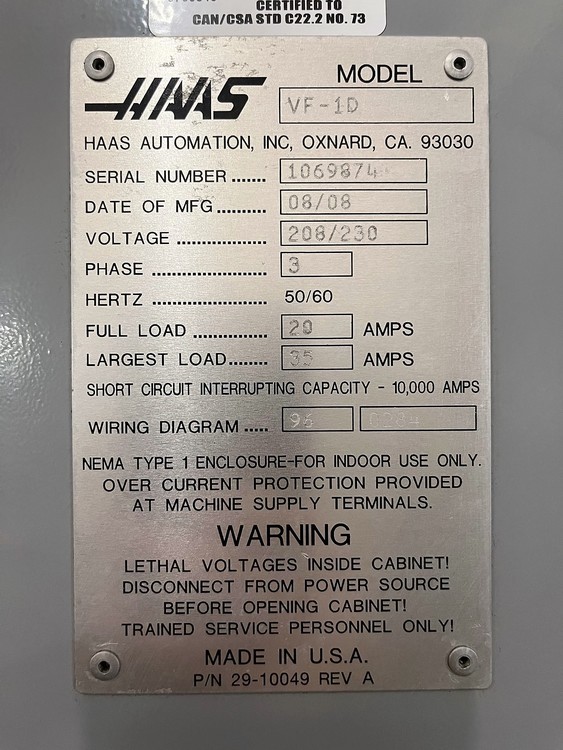 CERTIFIED TO
CAN/CSA STD C22.2 NO. 73
HAAS
MODEL VF-1D
HAAS AUTOMATION, INC, OXNARD, CA. 93030
SERIAL NUMBER ...... 1069874
DATE OF MFG .......... 08/08
VOLTAGE ................ 208/230
PHASE .................... 3
HERTZ .................... 50/60
FULL LOAD ............. 20 AMPS
LARGEST LOAD....... 35 AMPS
SHORT CIRCUIT INTERRUPTING CAPACITY - 10,000 AMPS
WIRING DIAGRAM ..... 96
NEMA TYPE 1 ENCLOSURE-FOR INDOOR USE ONLY.
OVER CURRENT PROTECTION PROVIDED
AT MACHINE SUPPLY TERMINALS.
WARNING
LETHAL VOLTAGES INSIDE CABINET!
DISCONNECT FROM POWER SOURCE
BEFORE OPENING CABINET!
TRAINED SERVICE PERSONNEL ONLY!
MADE IN U.S.A.
P/N 29-10049 REV A